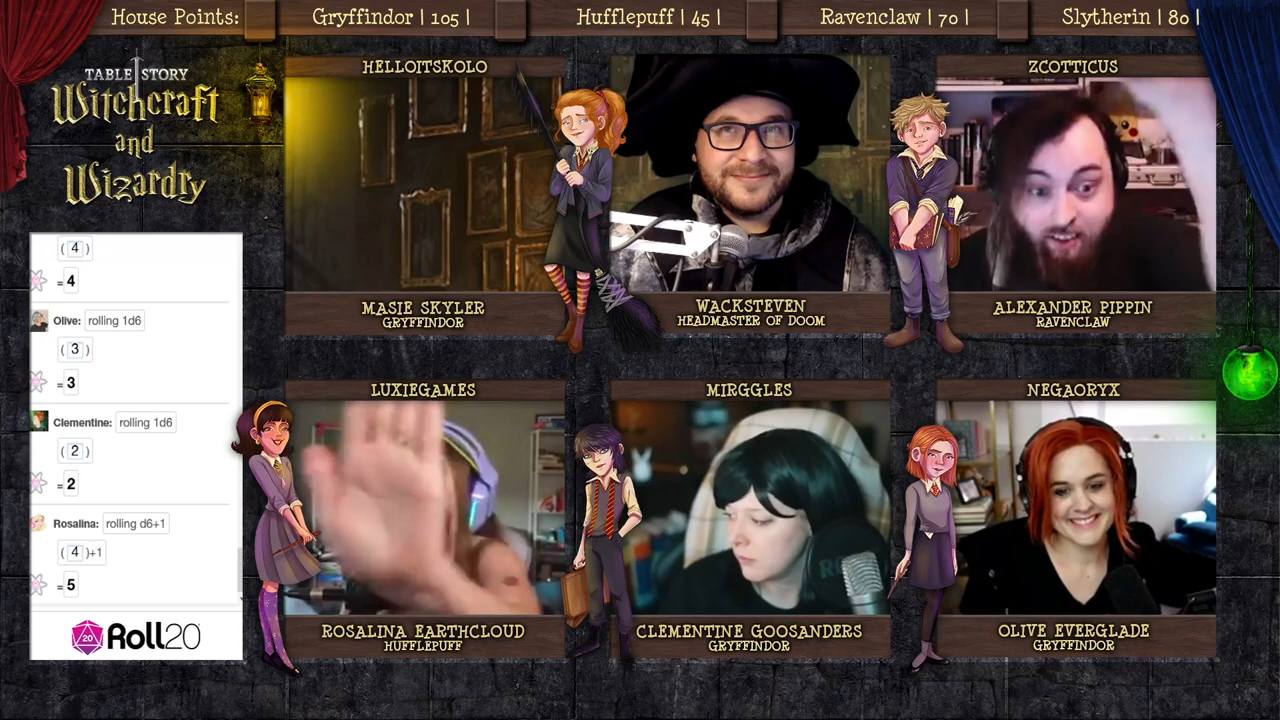 House Points:
Gryffindor | 105 |
Hufflepuff | 45 |
Ravenclaw | 70 |
Slytherin | 80 |
TABLE STORY
Witchcraft
and
Wizardry
( 4 )
= 4
Olive: rolling 1d6
( 3 )
= 3
Clementine: rolling 1d6
( 2 )
= 2
Rosalina: rolling d6+1
( 4 )+1
= 5
20 Roll20
HELLOITSKOLO
MASIE SKYLER
GRYFFINDOR
WACKSTEVEN
HEADMASTER OF DOOM
ZCOTTICUS
ALEXANDER PIPPIN
RAVENCLAW
LUXIEGAMES
ROSALINA EARTHCLOUD
HUFFLEPUFF
MIRGGLES
CLEMENTINE GOOSANDERS
GRYFFINDOR
NEGAORYX
OLIVE EVERGLADE
GRYFFINDOR